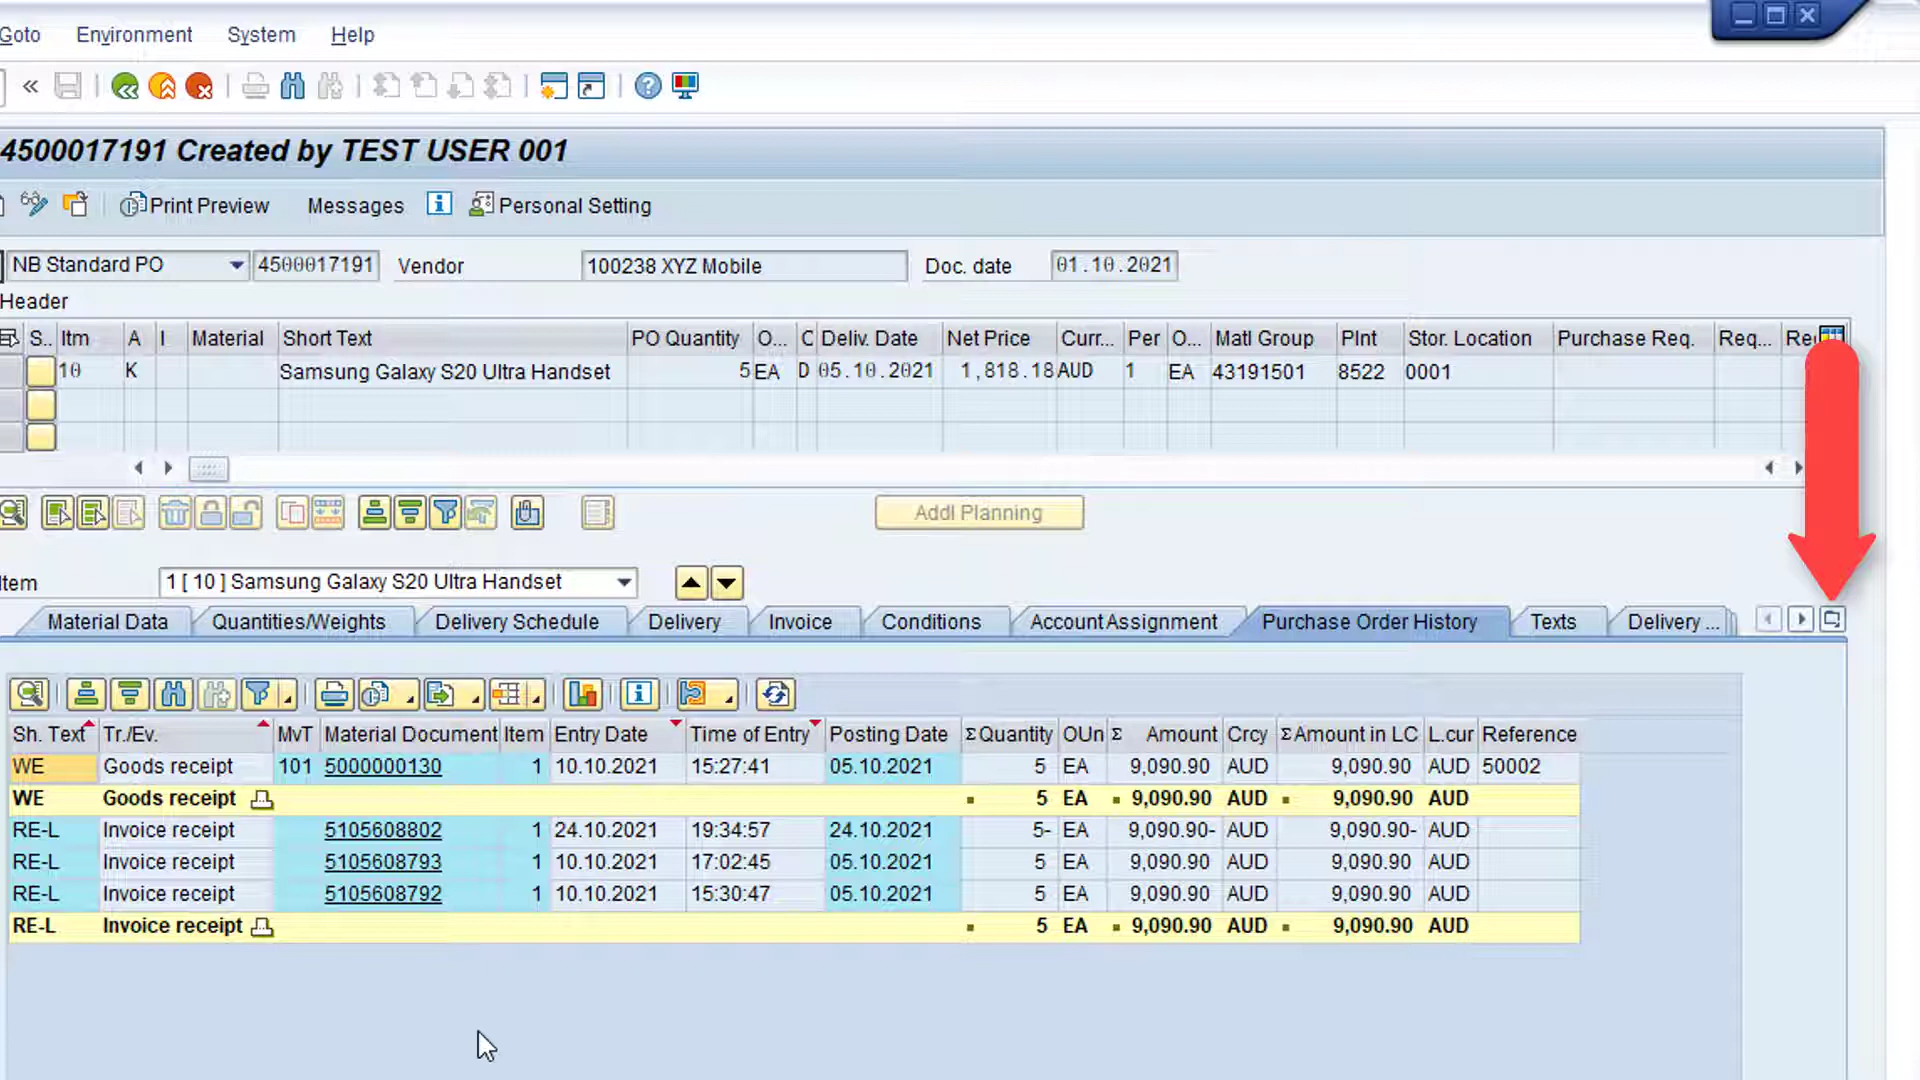 Goto Environment System Help
4500017191 Created by TEST USER 001
Print Preview Messages Personal Setting
NB Standard PO 4500017191 Vendor 100238 XYZ Mobile Doc. date 01.10.2021
Header
S.. Itm A I Material Short Text PO Quantity O... C Deliv. Date Net Price Curr... Per O... Matl Group Plnt Stor. Location Purchase Req. Req...
10 K Samsung Galaxy S20 Ultra Handset 5 EA D 05.10.2021 1,818.18 AUD 1 EA 43191501 8522 0001
Addl Planning
Item 1 [ 10 ] Samsung Galaxy S20 Ultra Handset
Material Data Quantities/Weights Delivery Schedule Delivery Invoice Conditions Account Assignment Purchase Order History Texts Delivery ...
Sh. Text Tr./Ev. MvT Material Document Item Entry Date Time of Entry Posting Date Σ Quantity OUn Σ Amount Crcy Σ Amount in LC L.cur Reference
WE Goods receipt 101 5000000130 1 10.10.2021 15:27:41 05.10.2021 5 EA 9,090.90 AUD 9,090.90 AUD 50002
WE Goods receipt 5 EA 9,090.90 AUD 9,090.90 AUD
RE-L Invoice receipt 5105608802 1 24.10.2021 19:34:57 24.10.2021 5- EA 9,090.90- AUD 9,090.90- AUD
RE-L Invoice receipt 5105608793 1 10.10.2021 17:02:45 05.10.2021 5 EA 9,090.90 AUD 9,090.90 AUD
RE-L Invoice receipt 5105608792 1 10.10.2021 15:30:47 05.10.2021 5 EA 9,090.90 AUD 9,090.90 AUD
RE-L Invoice receipt 5 EA 9,090.90 AUD 9,090.90 AUD